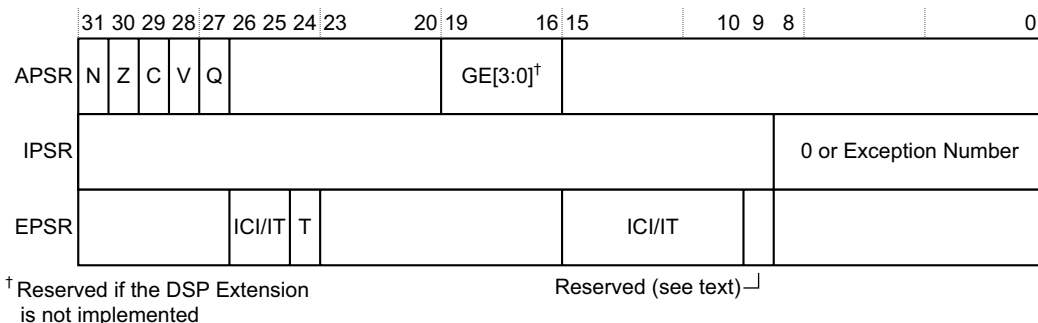 31 30 29 28 27 26 25 24 23 20 19 16 15 10 9 8 0
APSR N Z C V Q GE[3:0]†
IPSR 0 or Exception Number
EPSR ICI/IT T ICI/IT
† Reserved if the DSP Extension
is not implemented
Reserved (see text)